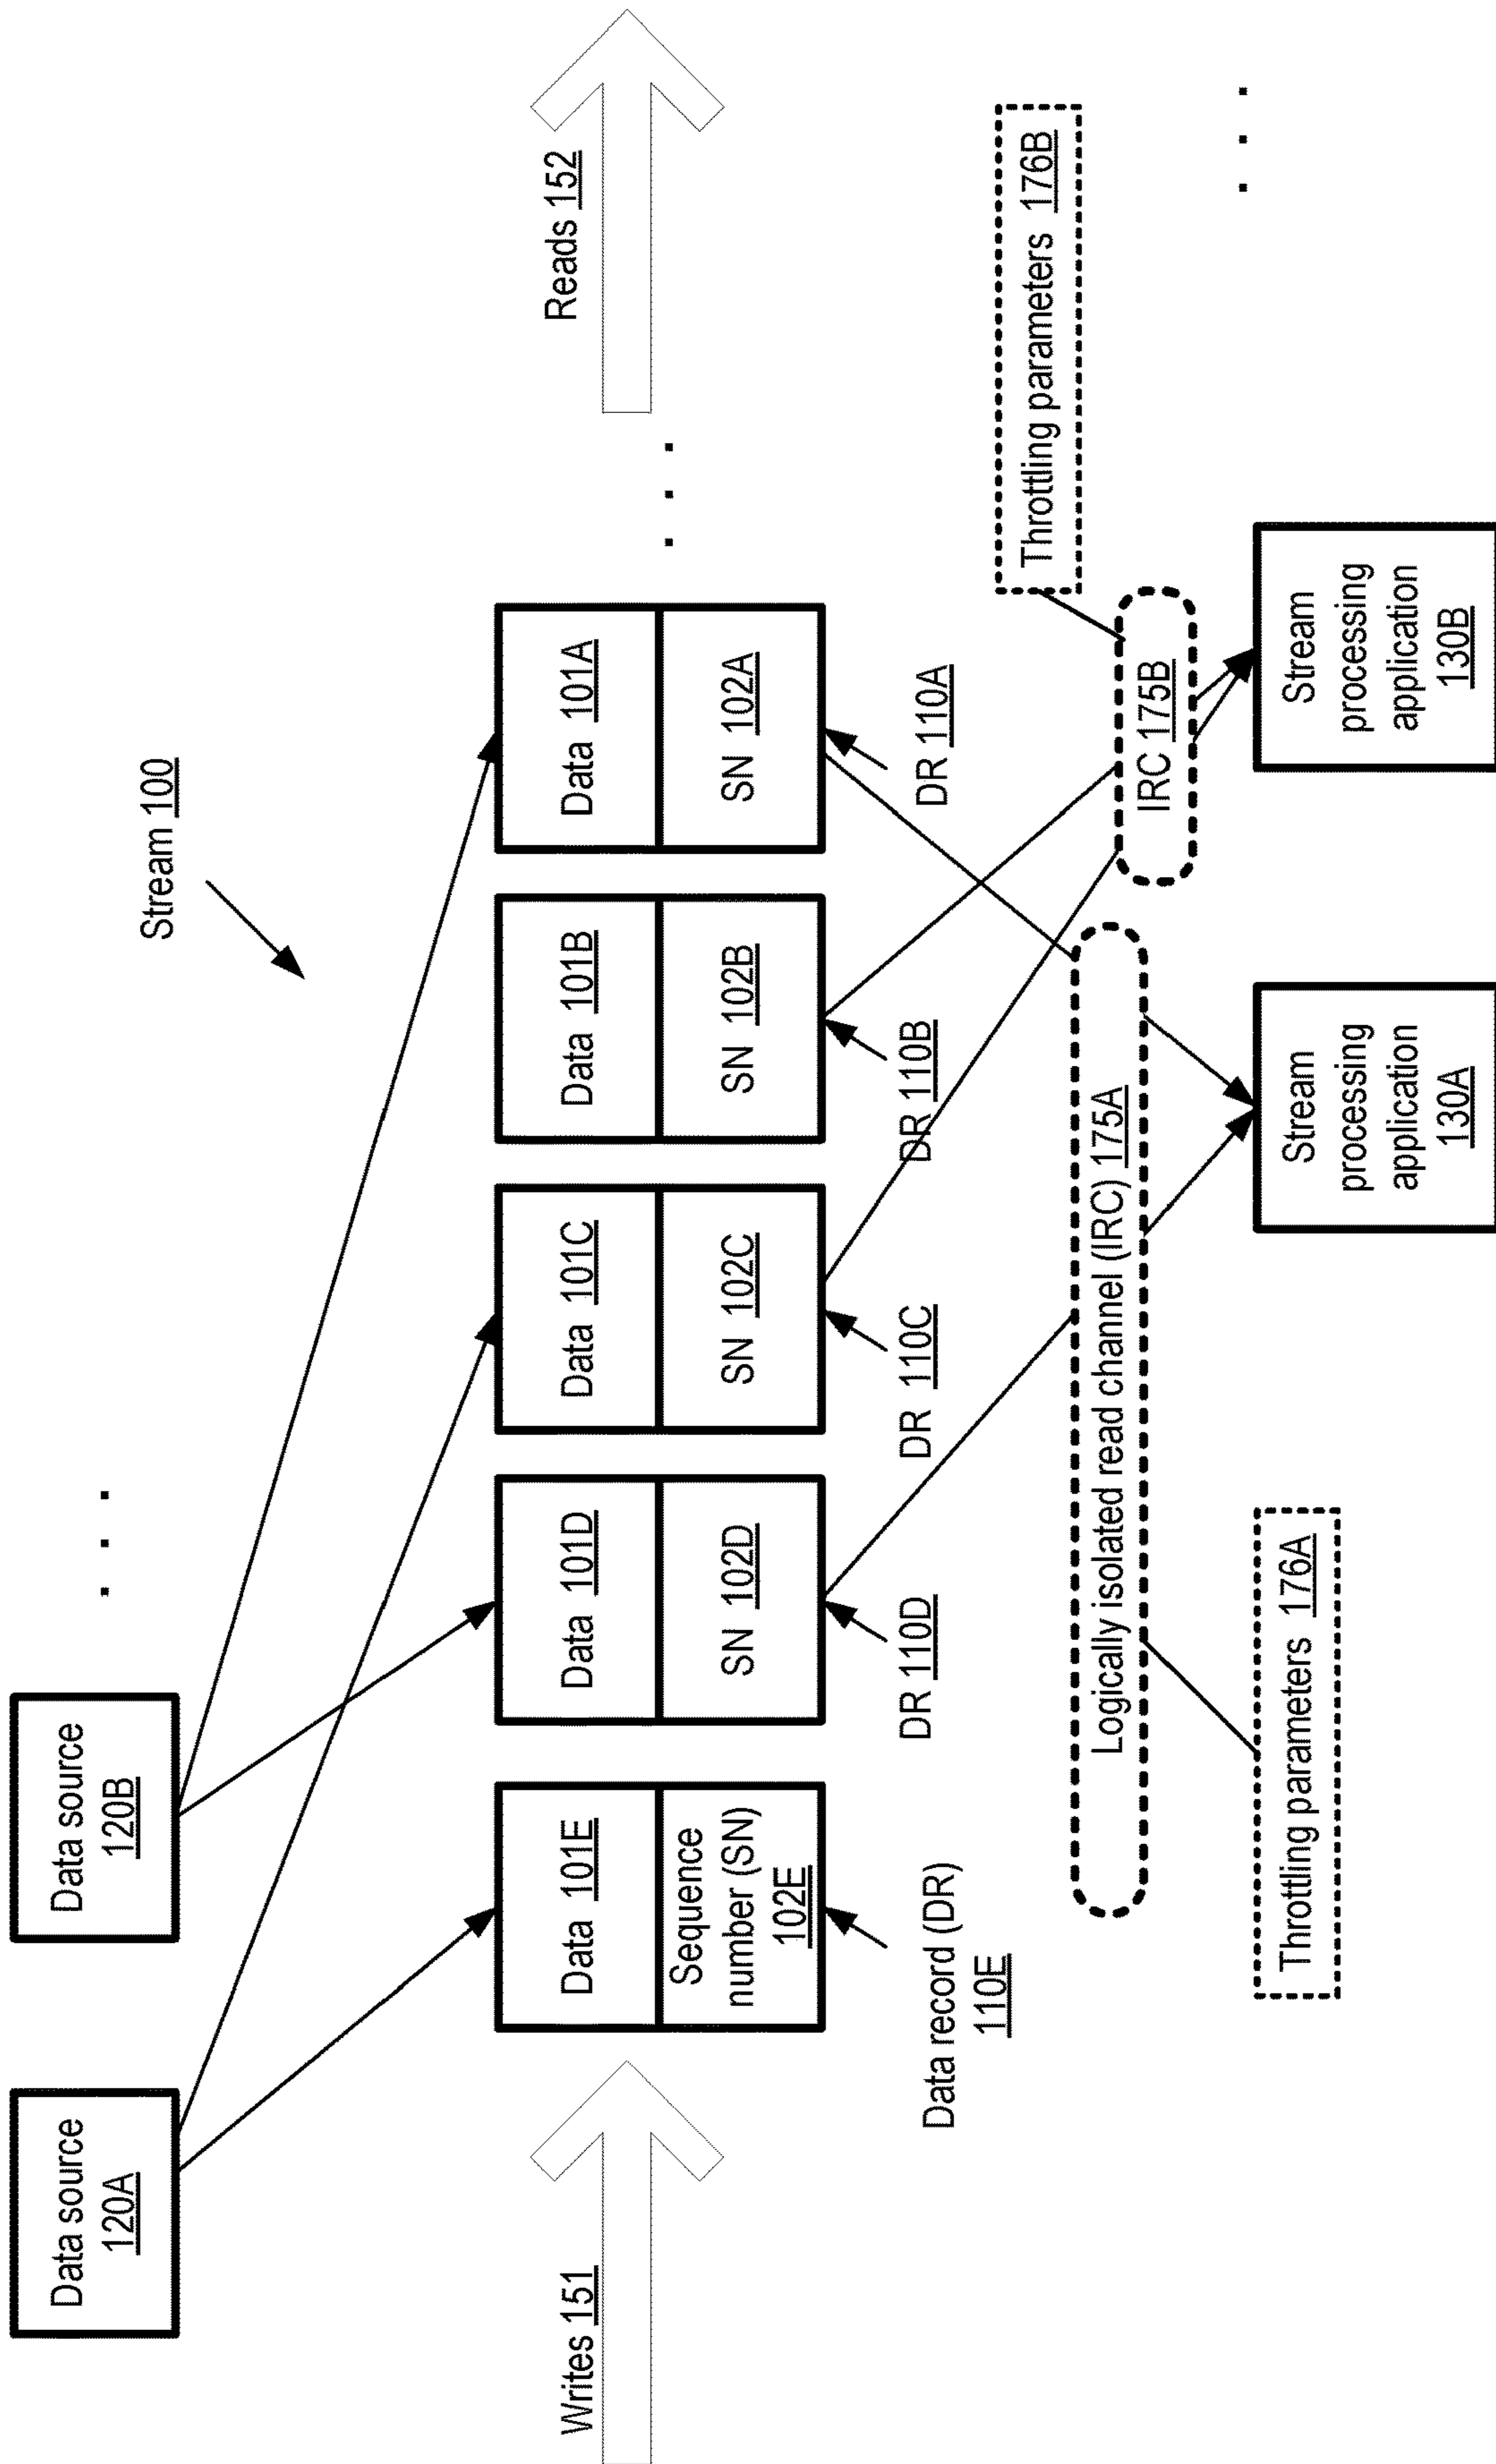 Data source
120A
Data source
120B
. . .
Stream 100
Writes 151
Reads 152
Data 101E
Sequence
number (SN)
102E
Data 101D
SN 102D
Data 101C
SN 102C
Data 101B
SN 102B
Data 101A
SN 102A
. . .
Data record (DR)
110E
DR 110D
DR 110C
DR 110B
DR 110A
Logically isolated read channel (IRC) 175A
IRC 175B
Throttling parameters 176B
Throttling parameters 176A
Stream
processing
application
130A
Stream
processing
application
130B
. . .